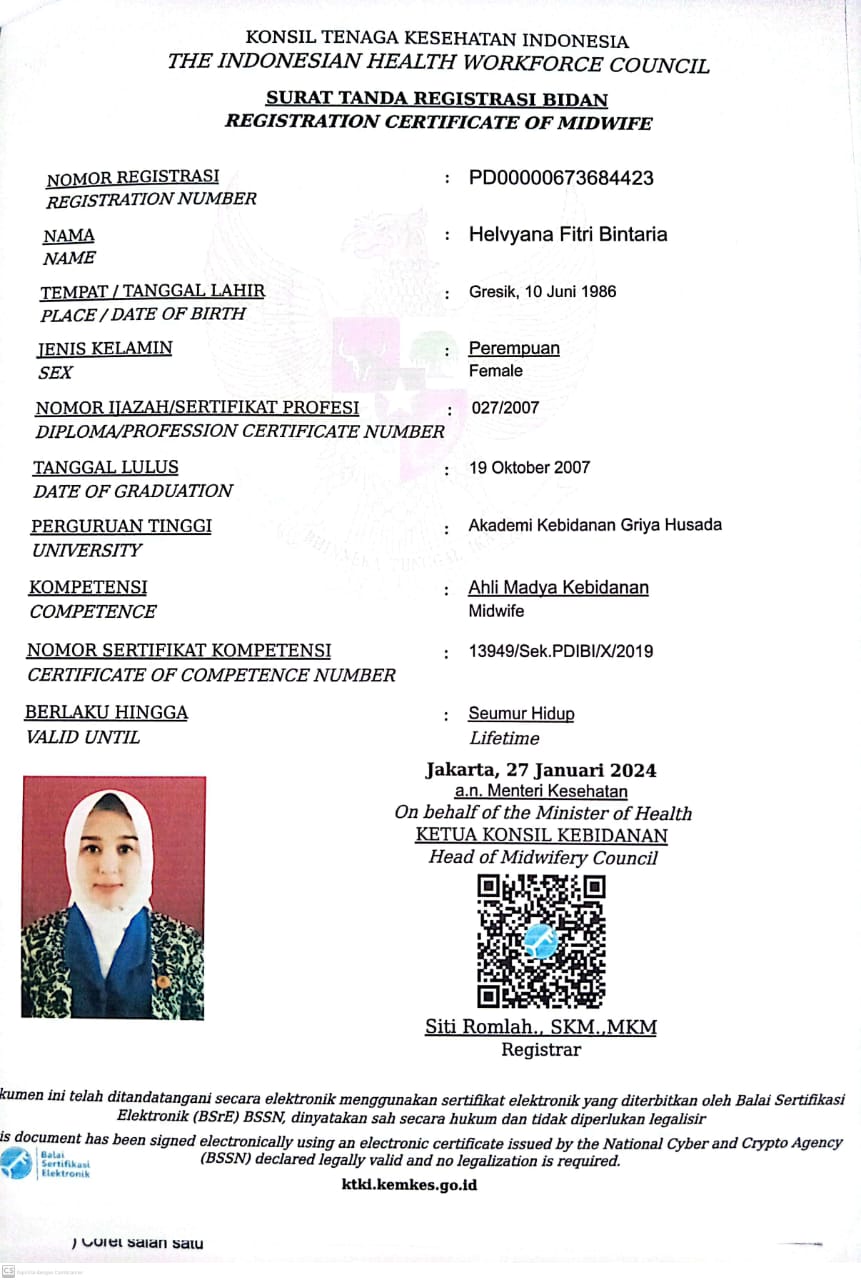 KONSIL TENAGA KESEHATAN INDONESIA
THE INDONESIAN HEALTH WORKFORCE COUNCIL
SURAT TANDA REGISTRASI BIDAN
REGISTRATION CERTIFICATE OF MIDWIFE
NOMOR REGISTRASI : PD00000673684423
REGISTRATION NUMBER
NAMA : Helvyana Fitri Bintaria
NAME
TEMPAT / TANGGAL LAHIR : Gresik, 10 Juni 1986
PLACE / DATE OF BIRTH
JENIS KELAMIN : Perempuan
SEX Female
NOMOR IJAZAH/SERTIFIKAT PROFESI : 027/2007
DIPLOMA/PROFESSION CERTIFICATE NUMBER
TANGGAL LULUS : 19 Oktober 2007
DATE OF GRADUATION
PERGURUAN TINGGI : Akademi Kebidanan Griya Husada
UNIVERSITY
KOMPETENSI : Ahli Madya Kebidanan
COMPETENCE Midwife
NOMOR SERTIFIKAT KOMPETENSI : 13949/Sek.PDIBI/X/2019
CERTIFICATE OF COMPETENCE NUMBER
BERLAKU HINGGA : Seumur Hidup
VALID UNTIL Lifetime
Jakarta, 27 Januari 2024
a.n. Menteri Kesehatan
On behalf of the Minister of Health
KETUA KONSIL KEBIDANAN
Head of Midwifery Council
Siti Romlah., SKM.,MKM
Registrar
kumen ini telah ditandatangani secara elektronik menggunakan sertifikat elektronik yang diterbitkan oleh Balai Sertifikasi
Elektronik (BSrE) BSSN, dinyatakan sah secara hukum dan tidak diperlukan legalisir
is document has been signed electronically using an electronic certificate issued by the National Cyber and Crypto Agency
(BSSN) declared legally valid and no legalization is required.
Balai
Sertifikasi
Elektronik
ktki.kemkes.go.id
) Coret salah satu
CS